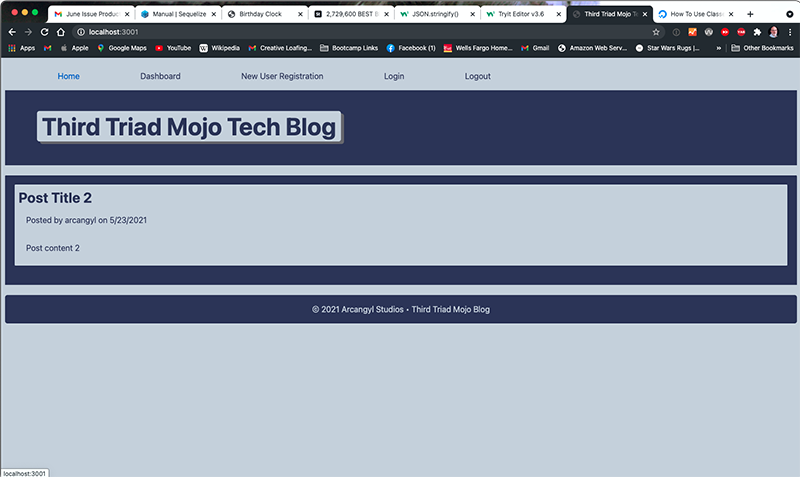 June Issue Produc
Manual | Sequelize
Birthday Clock
2,729,600 BEST B
JSON.stringify()
Tryit Editor v3.6
Third Triad Mojo Te
How To Use Classe
localhost:3001
Apps
Apple
Google Maps
YouTube
Wikipedia
Creative Loafing...
Bootcamp Links
Facebook (1)
Wells Fargo Home...
Gmail
Amazon Web Serv...
Star Wars Rugs |...
Other Bookmarks
Home
Dashboard
New User Registration
Login
Logout
Third Triad Mojo Tech Blog
Post Title 2
Posted by arcangyl on 5/23/2021
Post content 2
© 2021 Arcangyl Studios • Third Triad Mojo Blog
localhost:3001